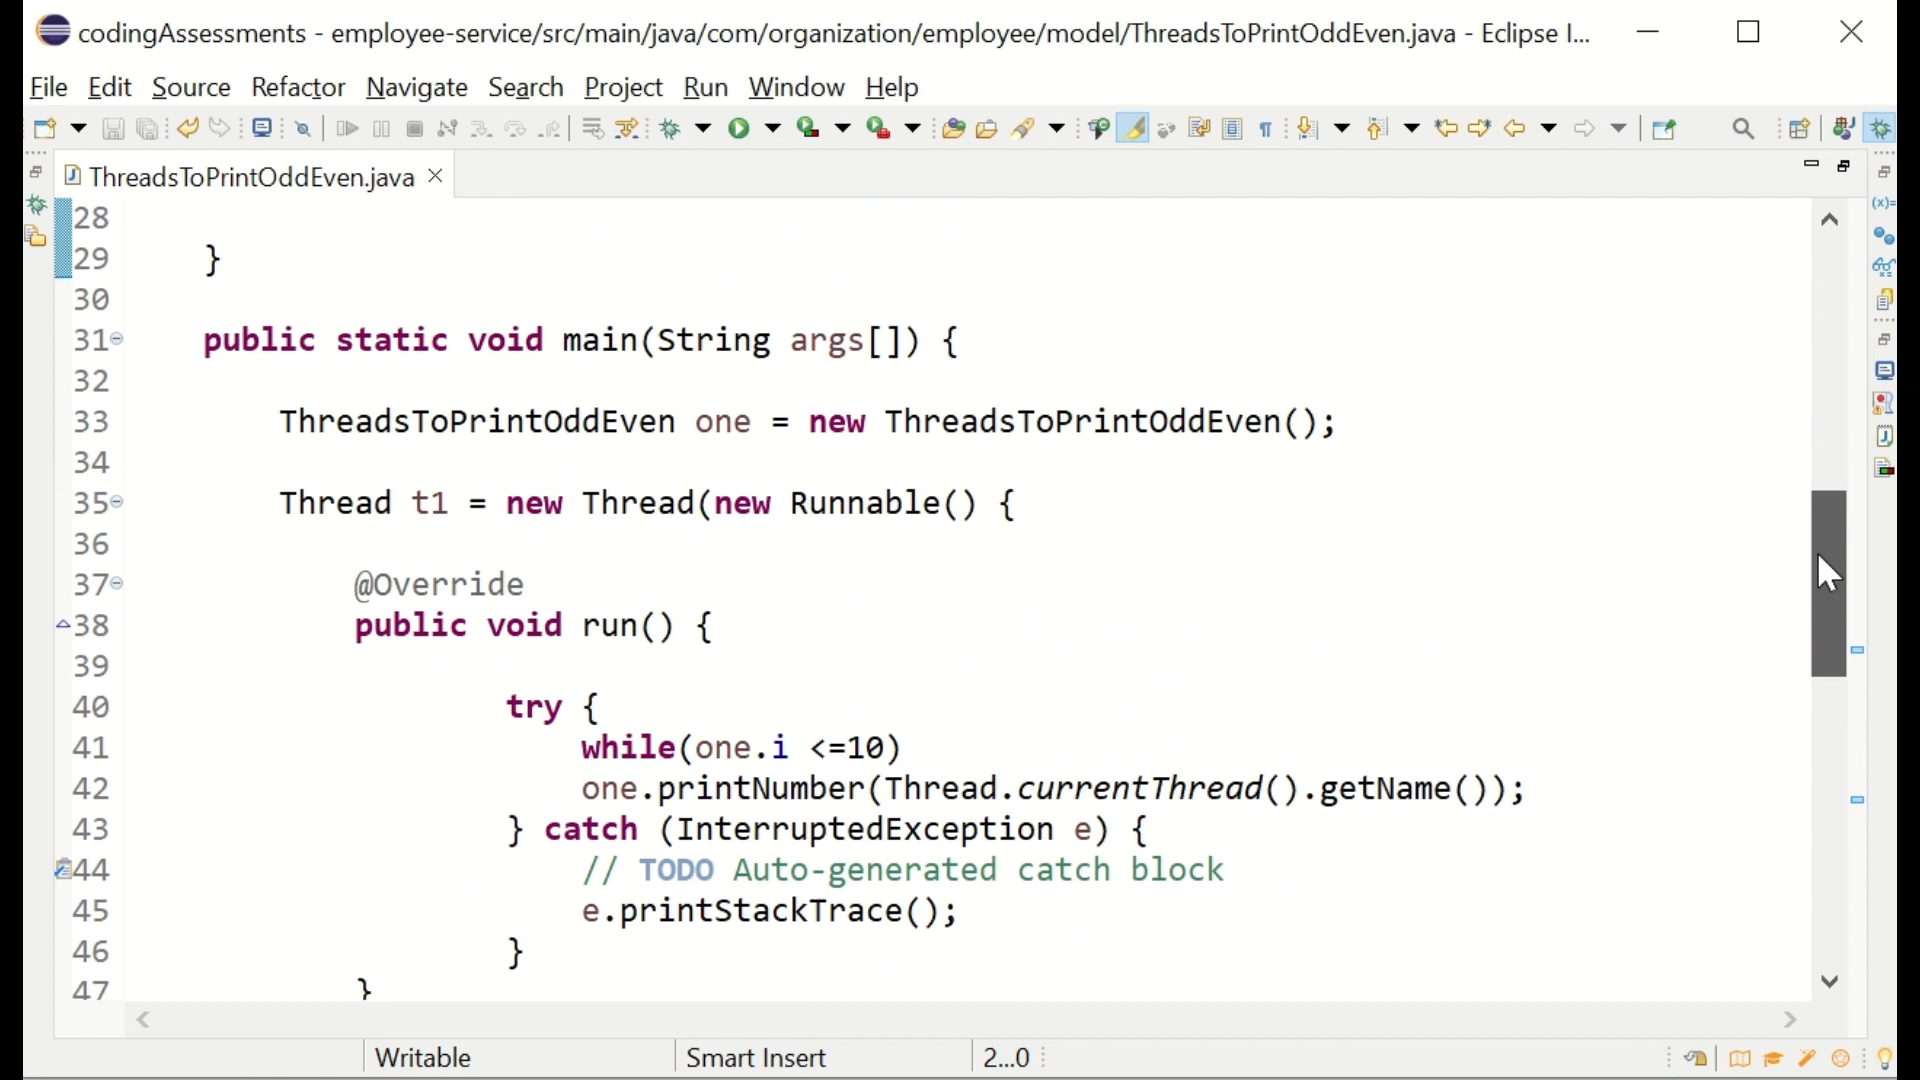 codingAssessments - employee-service/src/main/java/com/organization/employee/model/ThreadsToPrintOddEven.java - Eclipse I...
File Edit Source Refactor Navigate Search Project Run Window Help
ThreadsToPrintOddEven.java
28
29 }
30
31 public static void main(String args[]) {
32
33 ThreadsToPrintOddEven one = new ThreadsToPrintOddEven();
34
35 Thread t1 = new Thread(new Runnable() {
36
37 @Override
38 public void run() {
39
40 try {
41 while(one.i <=10)
42 one.printNumber(Thread.currentThread().getName());
43 } catch (InterruptedException e) {
44 // TODO Auto-generated catch block
45 e.printStackTrace();
46 }
47 }
Writable Smart Insert 2...0